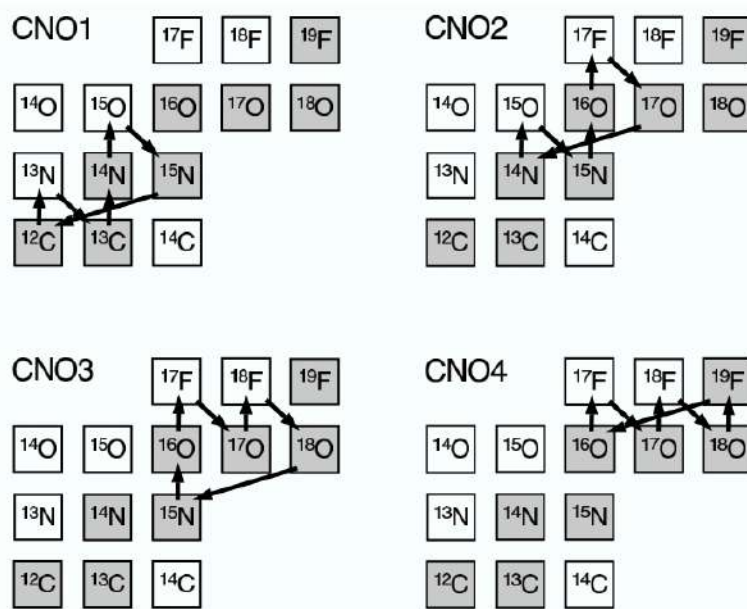 CNO1 ¹⁷F ¹⁸F ¹⁹F
¹⁴O ¹⁵O ¹⁶O ¹⁷O ¹⁸O
¹³N ¹⁴N ¹⁵N
¹²C ¹³C ¹⁴C
CNO2 ¹⁷F ¹⁸F ¹⁹F
¹⁴O ¹⁵O ¹⁶O ¹⁷O ¹⁸O
¹³N ¹⁴N ¹⁵N
¹²C ¹³C ¹⁴C
CNO3 ¹⁷F ¹⁸F ¹⁹F
¹⁴O ¹⁵O ¹⁶O ¹⁷O ¹⁸O
¹³N ¹⁴N ¹⁵N
¹²C ¹³C ¹⁴C
CNO4 ¹⁷F ¹⁸F ¹⁹F
¹⁴O ¹⁵O ¹⁶O ¹⁷O ¹⁸O
¹³N ¹⁴N ¹⁵N
¹²C ¹³C ¹⁴C